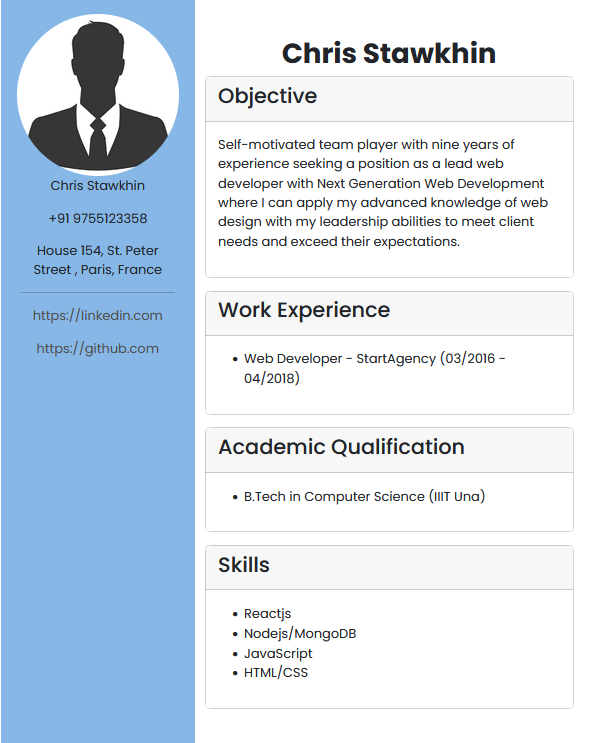 Chris Stawkhin
+91 9755123358
House 154, St. Peter
Street , Paris, France
https://linkedin.com
https://github.com
Chris Stawkhin
Objective
Self-motivated team player with nine years of
experience seeking a position as a lead web
developer with Next Generation Web Development
where I can apply my advanced knowledge of web
design with my leadership abilities to meet client
needs and exceed their expectations.
Work Experience
• Web Developer - StartAgency (03/2016 -
04/2018)
Academic Qualification
• B.Tech in Computer Science (IIIT Una)
Skills
• Reactjs
• Nodejs/MongoDB
• JavaScript
• HTML/CSS